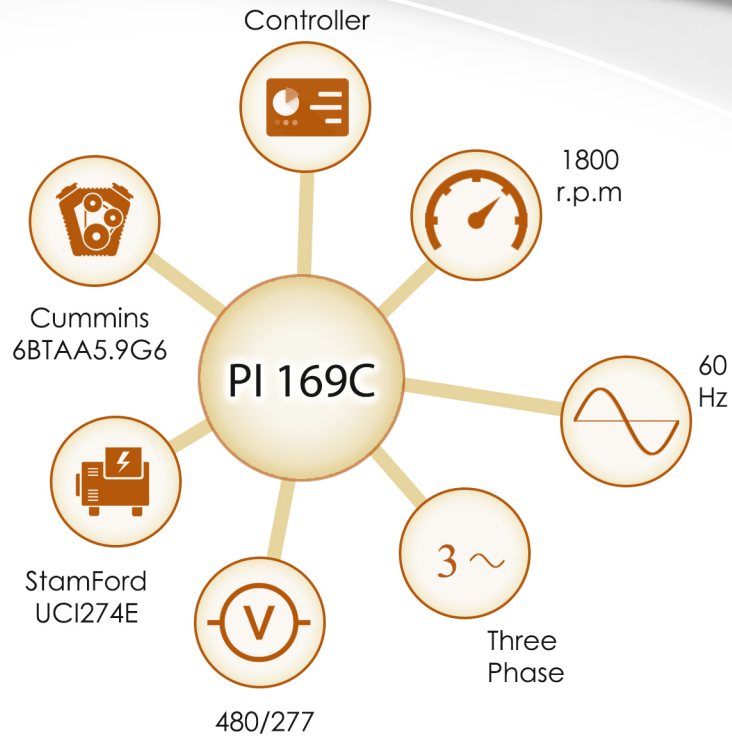 Controller
1800
r.p.m
Cummins
6BTAA5.9G6
PI 169C
60
Hz
StamFord
UCI274E
V
3
Three
Phase
480/277